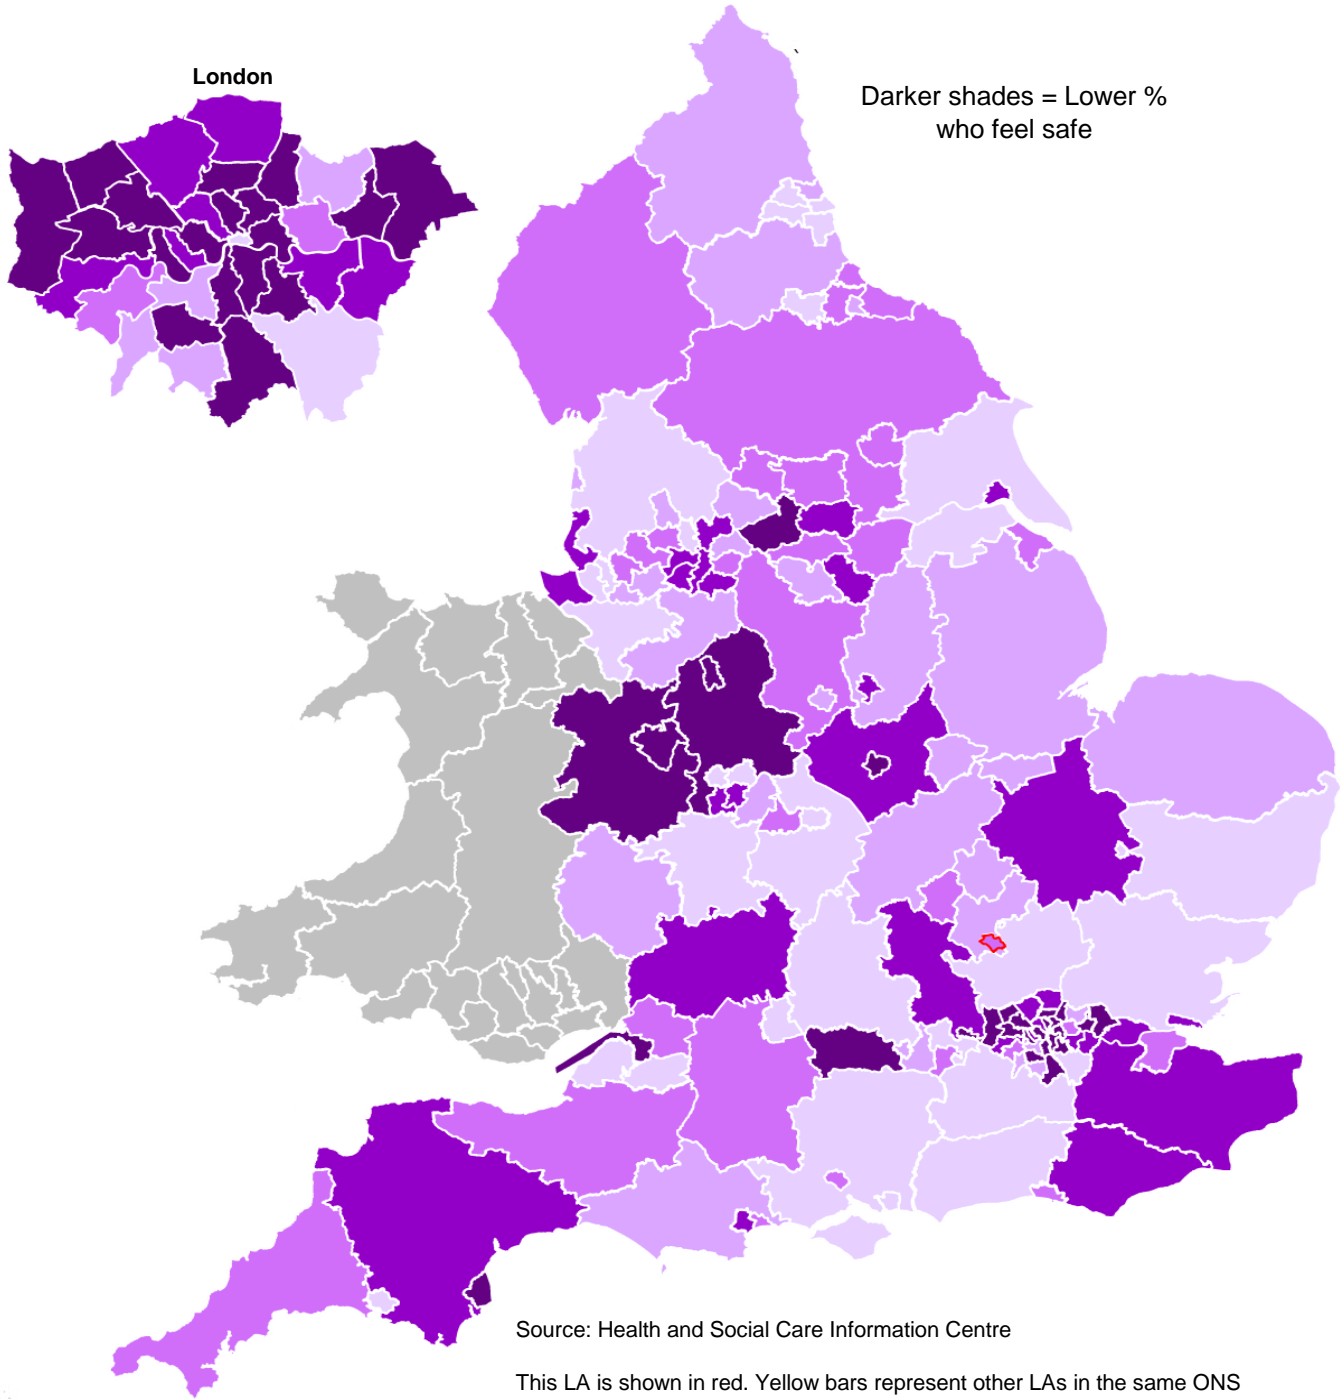 London
Darker shades = Lower %
who feel safe
Source: Health and Social Care Information Centre
This LA is shown in red. Yellow bars represent other LAs in the same ONS